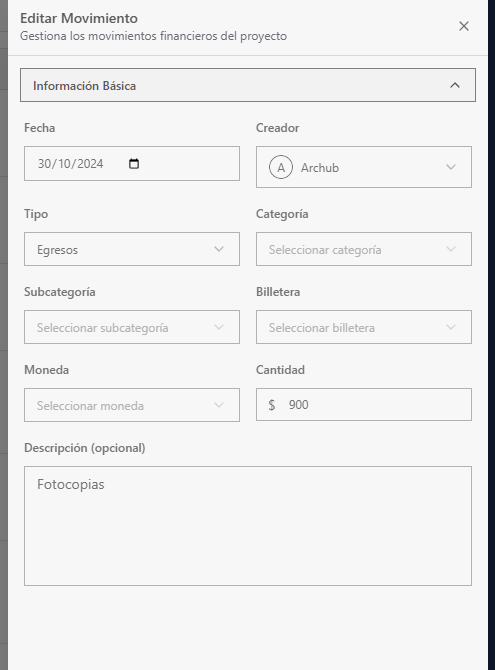 Editar Movimiento
Gestiona los movimientos financieros del proyecto
Información Básica
Fecha
Creador
30/10/2024
A Archub
Tipo
Categoría
Egresos
Seleccionar categoría
Subcategoría
Billetera
Seleccionar subcategoría
Seleccionar billetera
Moneda
Cantidad
Seleccionar moneda
$ 900
Descripción (opcional)
Fotocopias